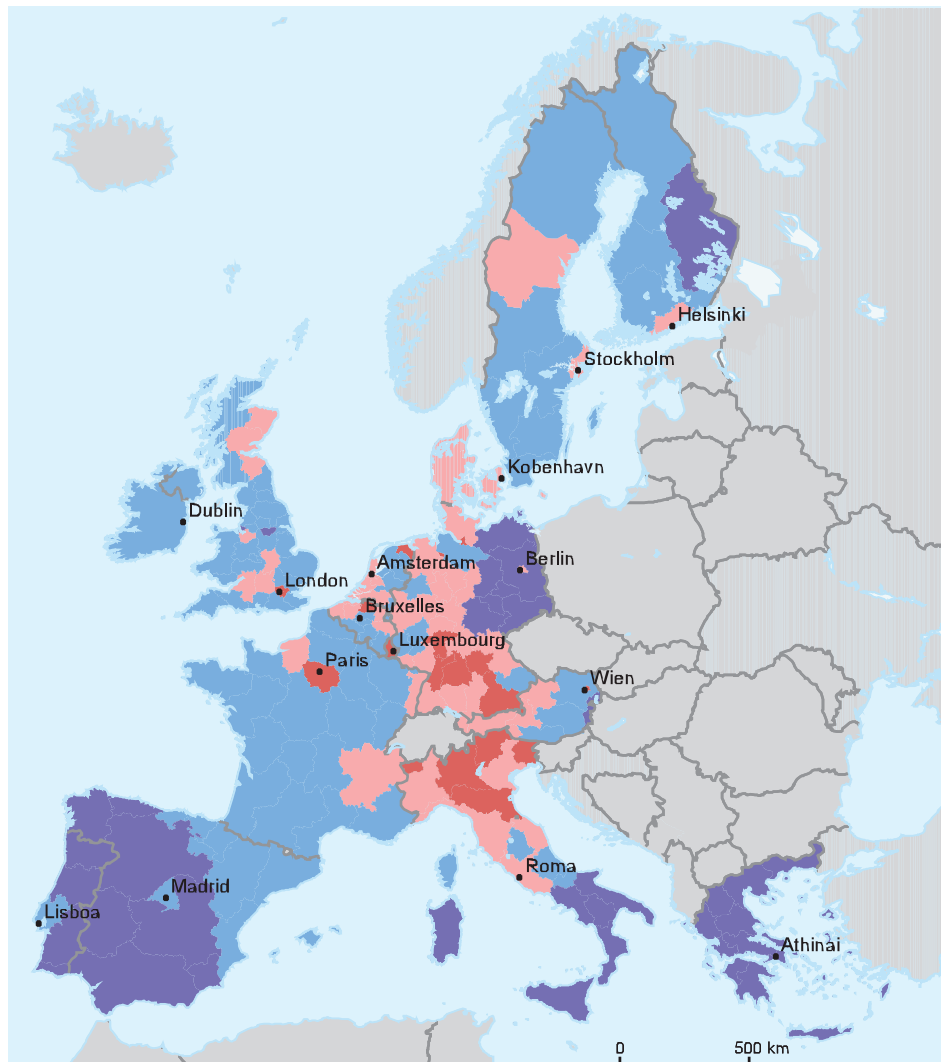 Helsinki
Stockholm
Kobenhavn
Dublin
Amsterdam
Berlin
London
Bruxelles
Luxembourg
Paris
Wien
Roma
Madrid
Lisboa
Athinai
0 500 km